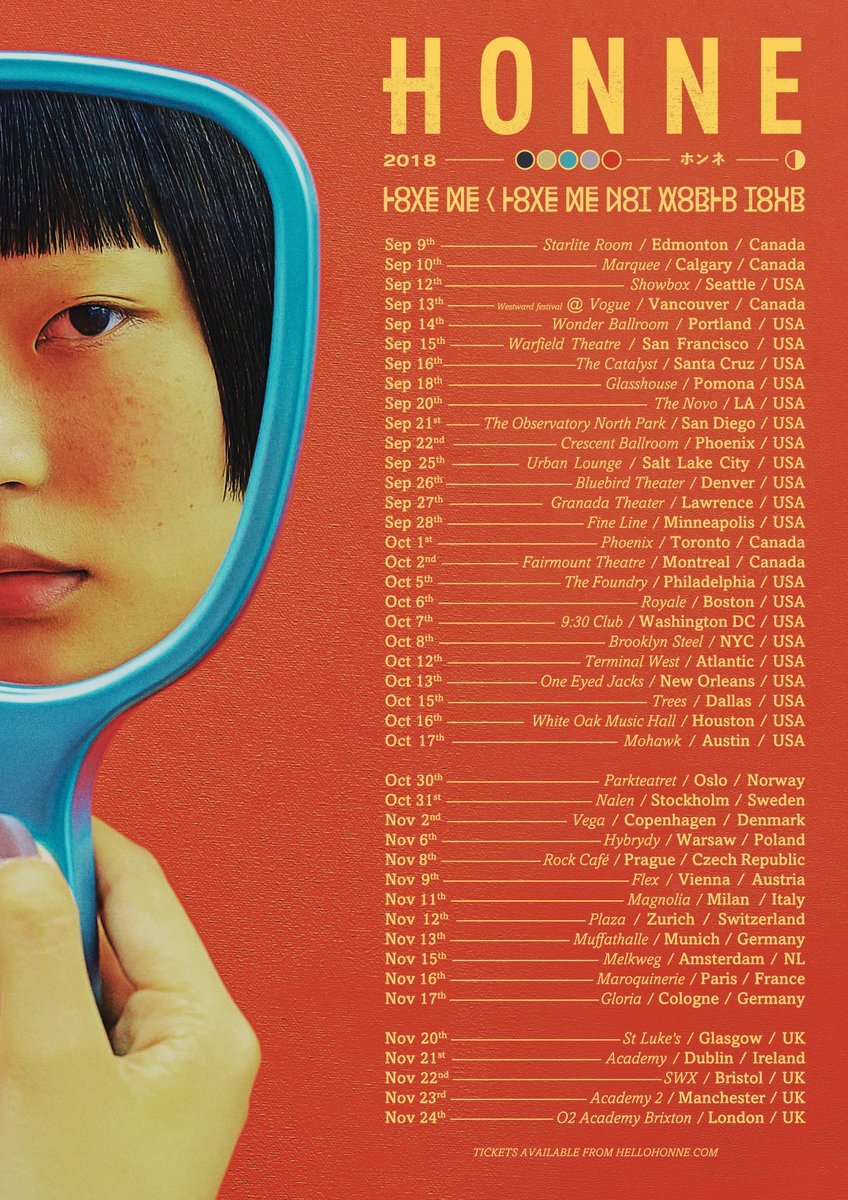 HONNE
2018 ホンネ
LOVE ME / LOVE ME NOT WORLD TOUR
Sep 9th Starlite Room / Edmonton / Canada
Sep 10th Marquee / Calgary / Canada
Sep 12th Showbox / Seattle / USA
Sep 13th Westward festival @ Vogue / Vancouver / Canada
Sep 14th Wonder Ballroom / Portland / USA
Sep 15th Warfield Theatre / San Francisco / USA
Sep 16th The Catalyst / Santa Cruz / USA
Sep 18th Glasshouse / Pomona / USA
Sep 20th The Novo / LA / USA
Sep 21st The Observatory North Park / San Diego / USA
Sep 22nd Crescent Ballroom / Phoenix / USA
Sep 25th Urban Lounge / Salt Lake City / USA
Sep 26th Bluebird Theater / Denver / USA
Sep 27th Granada Theater / Lawrence / USA
Sep 28th Fine Line / Minneapolis / USA
Oct 1st Phoenix / Toronto / Canada
Oct 2nd Fairmount Theatre / Montreal / Canada
Oct 5th The Foundry / Philadelphia / USA
Oct 6th Royale / Boston / USA
Oct 7th 9:30 Club / Washington DC / USA
Oct 8th Brooklyn Steel / NYC / USA
Oct 12th Terminal West / Atlantic / USA
Oct 13th One Eyed Jacks / New Orleans / USA
Oct 15th Trees / Dallas / USA
Oct 16th White Oak Music Hall / Houston / USA
Oct 17th Mohawk / Austin / USA
Oct 30th Parkteatret / Oslo / Norway
Oct 31st Nalen / Stockholm / Sweden
Nov 2nd Vega / Copenhagen / Denmark
Nov 6th Hybrydy / Warsaw / Poland
Nov 8th Rock Café / Prague / Czech Republic
Nov 9th Flex / Vienna / Austria
Nov 11th Magnolia / Milan / Italy
Nov 12th Plaza / Zurich / Switzerland
Nov 13th Muffathalle / Munich / Germany
Nov 15th Melkweg / Amsterdam / NL
Nov 16th Maroquinerie / Paris / France
Nov 17th Gloria / Cologne / Germany
Nov 20th St Luke's / Glasgow / UK
Nov 21st Academy / Dublin / Ireland
Nov 22nd SWX / Bristol / UK
Nov 23rd Academy 2 / Manchester / UK
Nov 24th O2 Academy Brixton / London / UK
TICKETS AVAILABLE FROM HELLOHONNE.COM